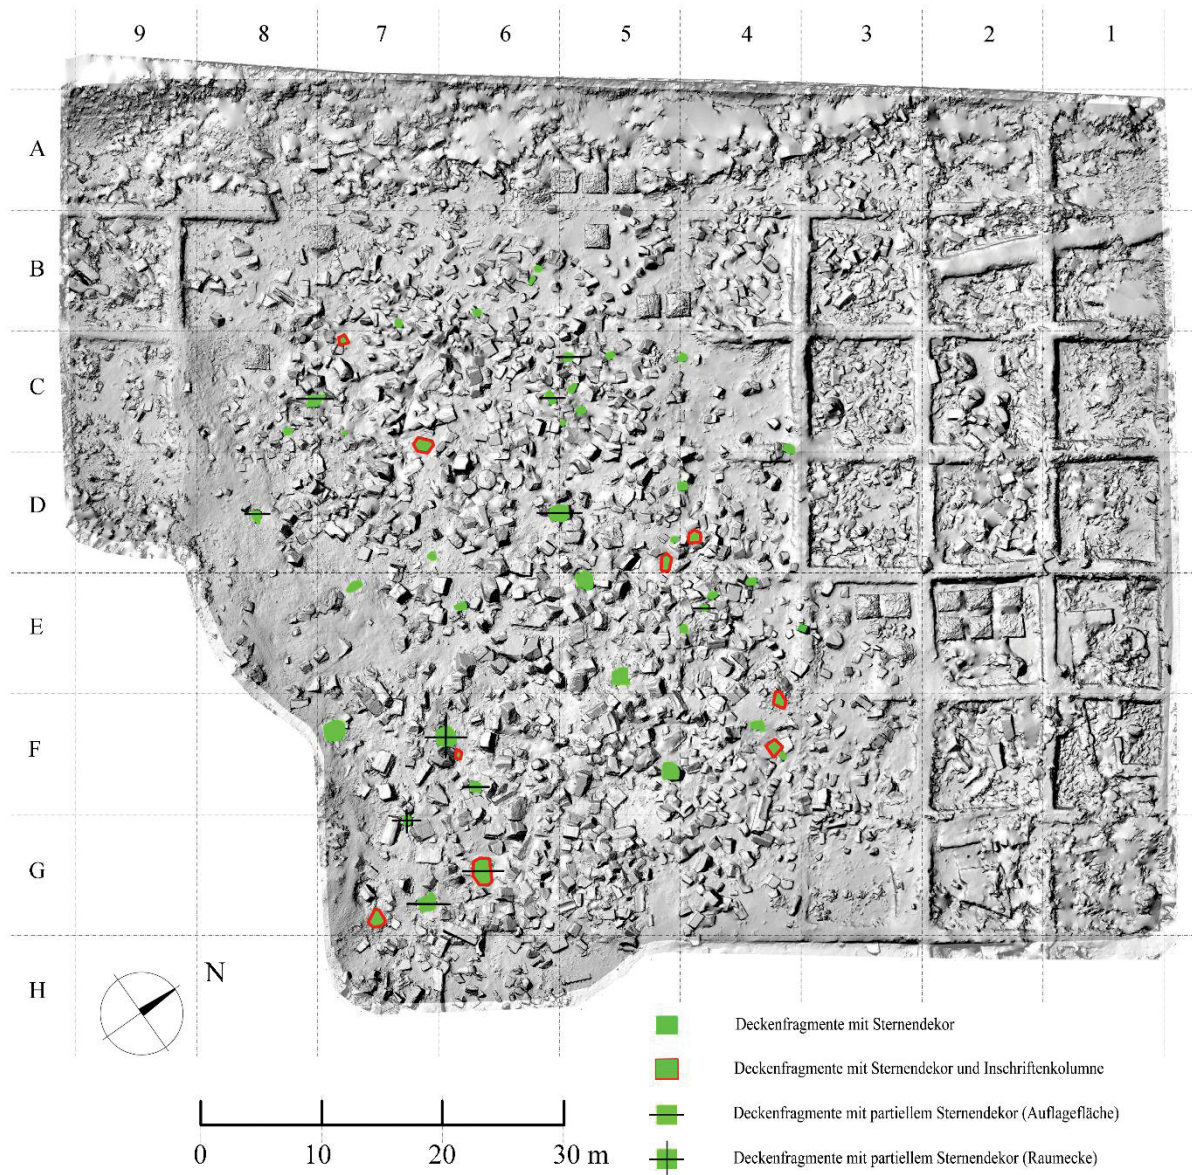 9 8 7 6 5 4 3 2 1
A
B
C
D
E
F
G
H
N
Deckenfragmente mit Sternendekor
Deckenfragmente mit Sternendekor und Inschriftenkolumne
Deckenfragmente mit partiellem Sternendekor (Auflagefläche)
Deckenfragmente mit partiellem Sternendekor (Raumecke)
0 10 20 30 m